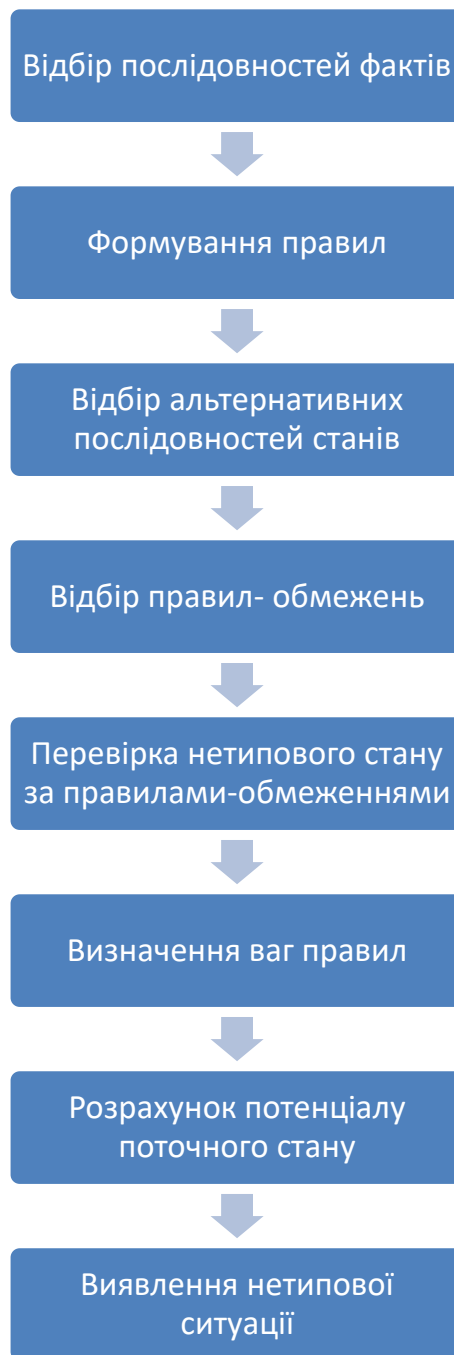 Відбір послідовностей фактів
Формування правил
Відбір альтернативних
послідовностей станів
Відбір правил- обмежень
Перевірка нетипового стану
за правилами-обмеженнями
Визначення ваг правил
Розрахунок потенціалу
поточного стану
Виявлення нетипової
ситуації